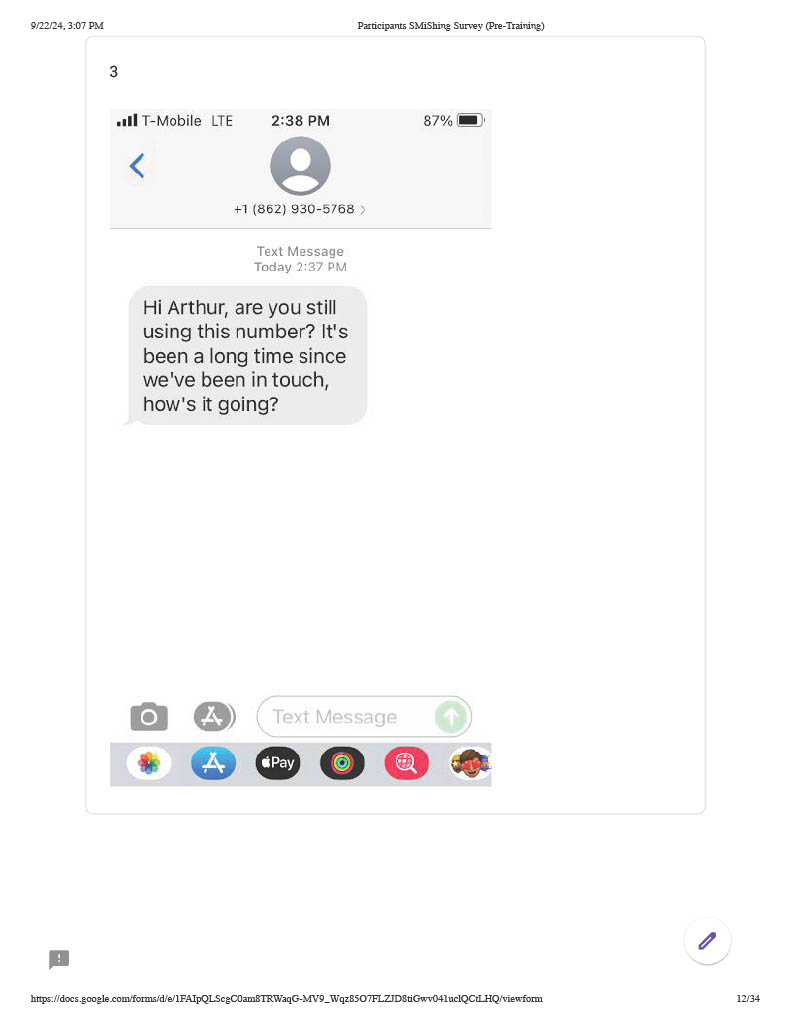 9/22/24, 3:07 PM
Participants SMiShing Survey (Pre-Training)
3
T-Mobile LTE
2:38 PM
87%
+1 (862) 930-5768 >
Text Message
Today 2:37 PM
Hi Arthur, are you still
using this number? It's
been a long time since
we've been in touch,
how's it going?
Text Message
Pay
https://docs.google.com/forms/d/e/1FAIpQLScgC0am8TRWaqG-MV9_Wqz85O7FLZJD8tiGwv041uclQCtLHQ/viewform
12/34